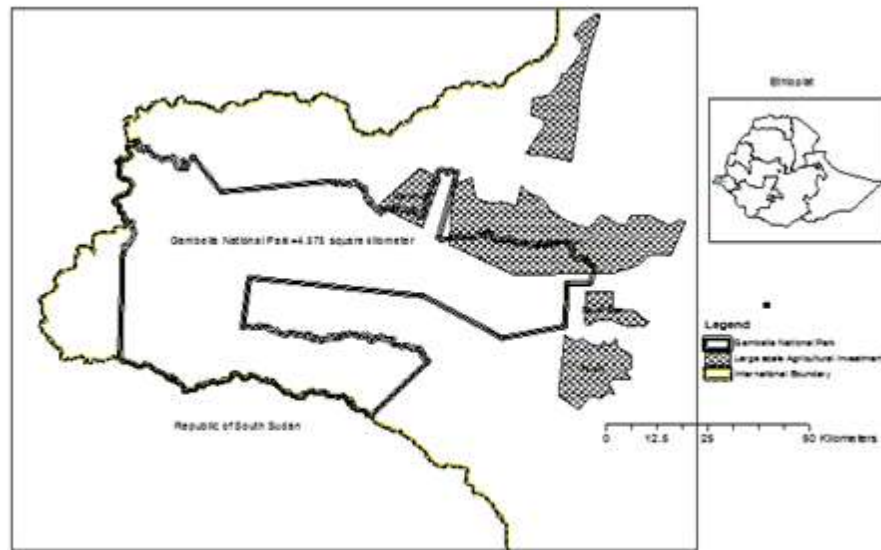 Ethiopia
Gambella National Park=4,575 square kilometer
Legend
Gambella National Park
Large scale Agricultural Investment
International Boundary
Republic of South Sudan
0 12.5 25 50 Kilometers